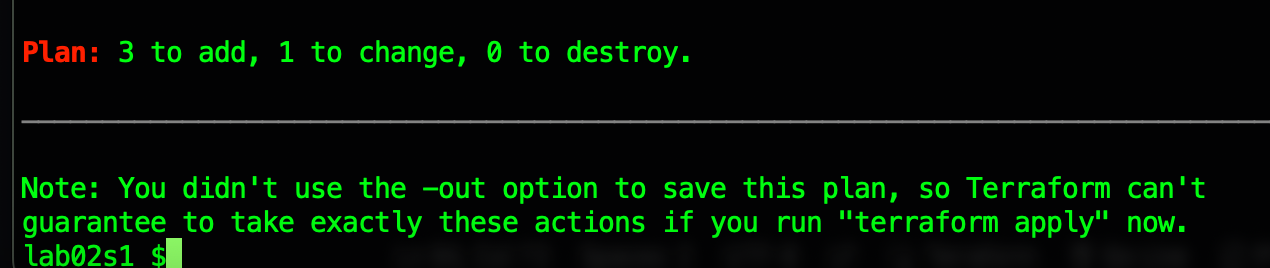 Plan: 3 to add, 1 to change, 0 to destroy.
Note: You didn't use the -out option to save this plan, so Terraform can't
guarantee to take exactly these actions if you run "terraform apply" now.
lab02s1 $